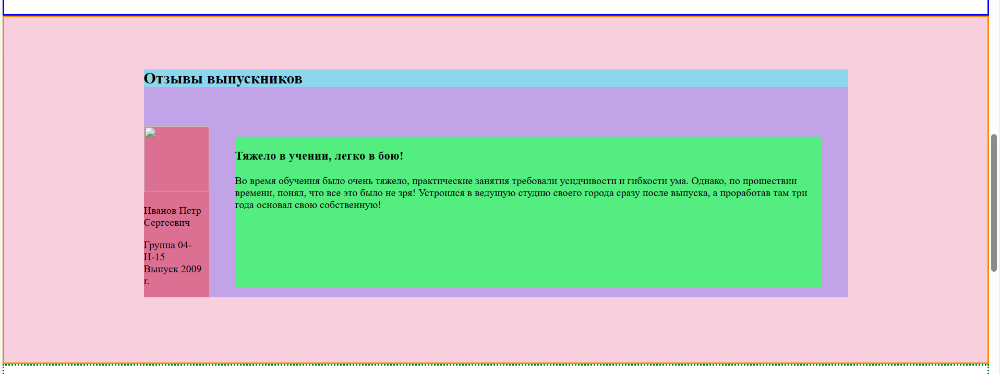 Отзывы выпускников
Тяжело в учении, легко в бою!
Во время обучения было очень тяжело, практические занятия требовали усидчивости и гибкости ума. Однако, по прошествии
времени, понял, что все это было не зря! Устроился в ведущую студию своего города сразу после выпуска, а проработав там три
года основал свою собственную!
Иванов Петр
Сергеевич
Группа 04-
И-15
Выпуск 2009
г.